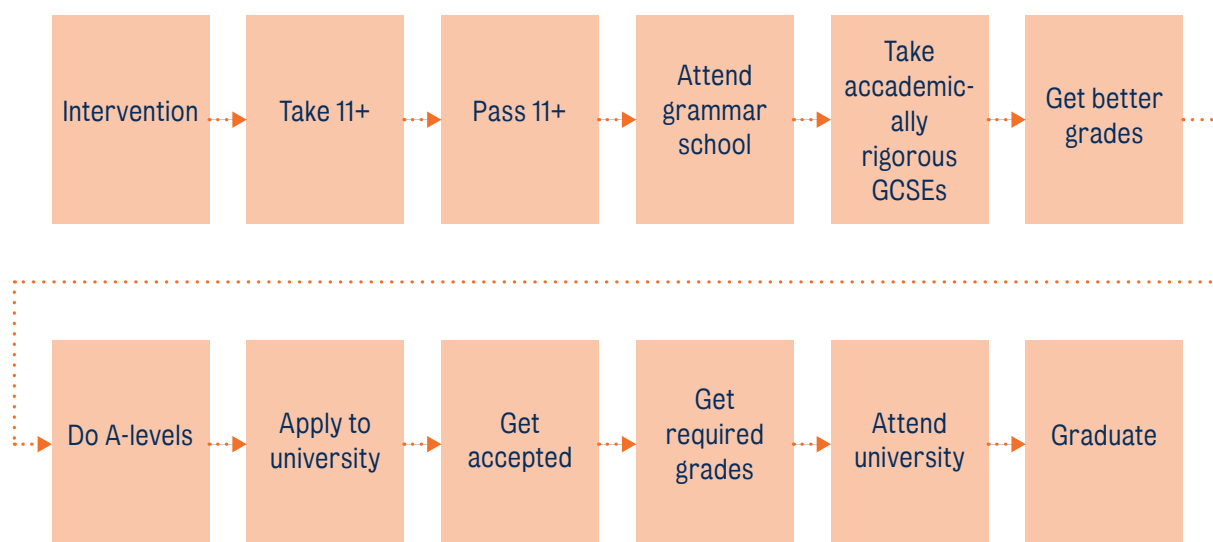 Intervention
Take 11+
Pass 11+
Attend
grammar
school
Take
accademic-
ally
rigorous
GCSEs
Get better
grades
Do A-levels
Apply to
university
Get
accepted
Get
required
grades
Attend
university
Graduate